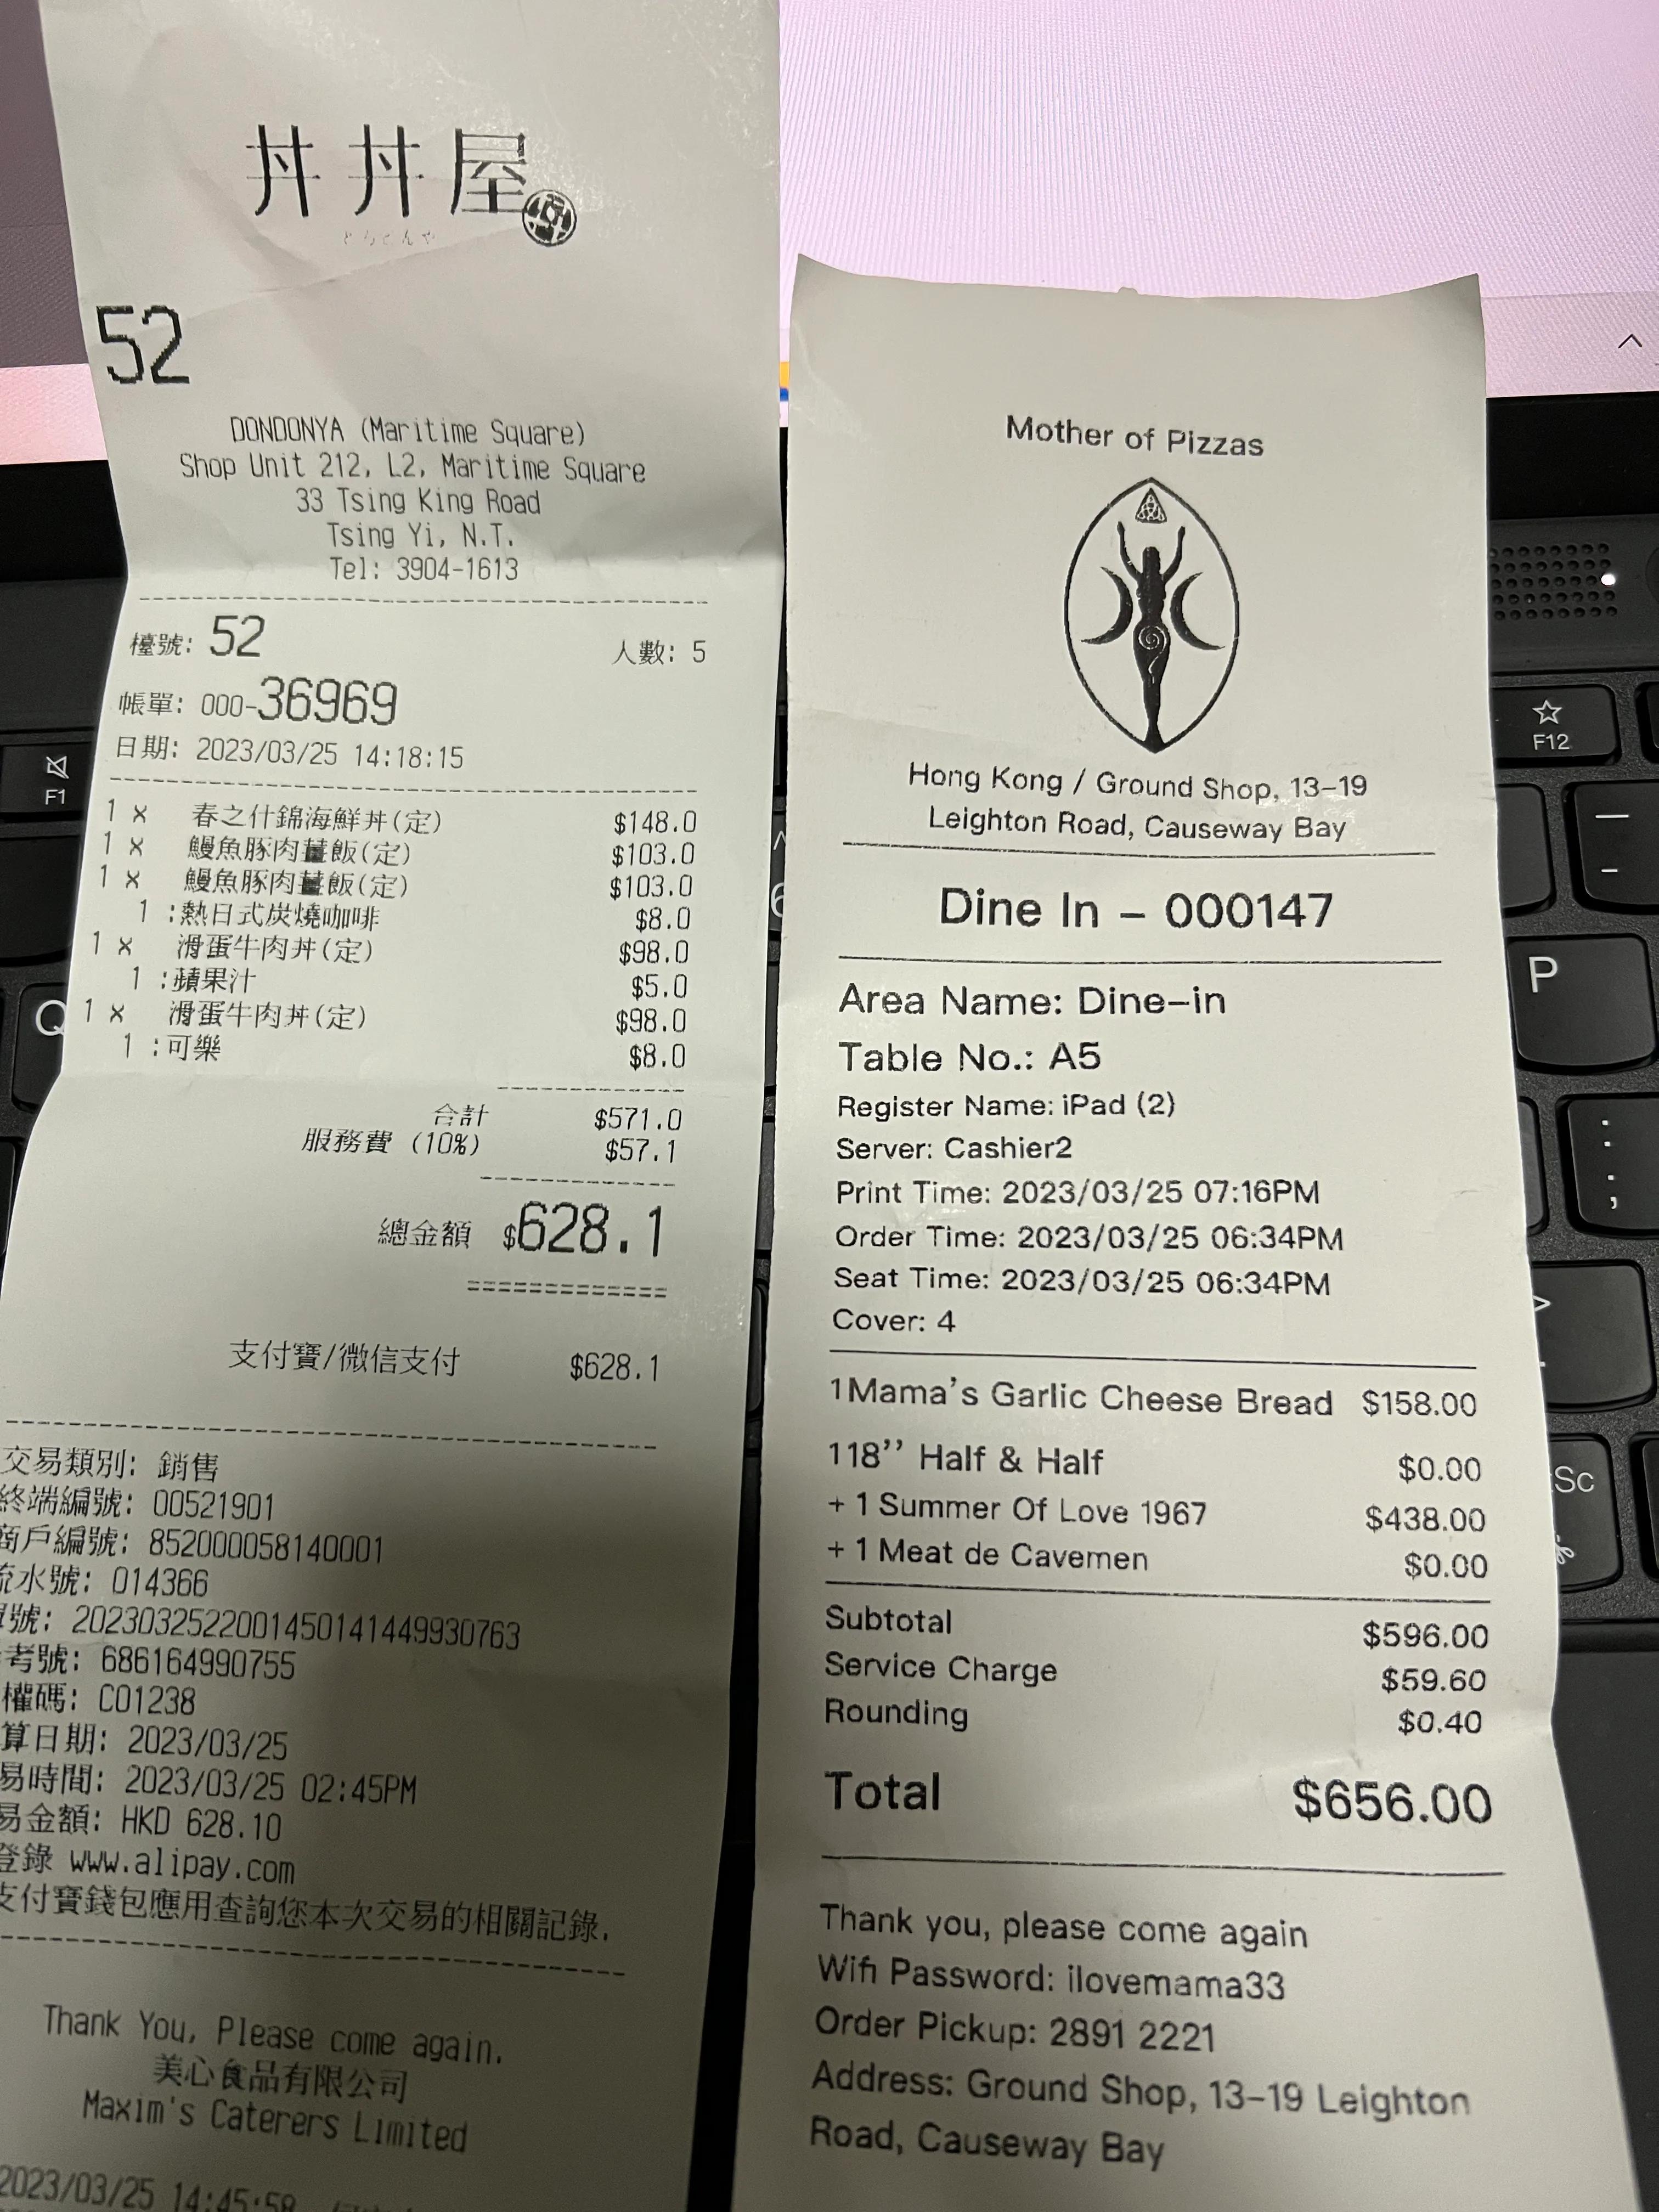 丼丼屋
52
DONDONYA (Maritime Square)
Shop Unit 212, L2, Maritime Square
33 Tsing King Road
Tsing Yi, N.T.
Tel: 3904-1613
檯號: 52 人數: 5
帳單: 000-36969
日期: 2023/03/25 14:18:15
1 x 春之什錦海鮮丼(定) $148.0
1 x 鰻魚豚肉飯(定) $103.0
1 x 鰻魚豚肉飯(定) $103.0
1 :熱日式炭燒咖啡 $8.0
1 x 滑蛋牛肉丼(定) $98.0
1 :蘋果汁 $5.0
1 x 滑蛋牛肉丼(定) $98.0
1 :可樂 $8.0
合計 $571.0
服務費 (10%) $57.1
總金額 $628.1
支付寶/微信支付 $628.1
交易類別: 銷售
終端編號: 00521901
商戶編號: 852000058140001
流水號: 014366
號: 2023032522001450141449930763
考號: 686164990755
權碼: C01238
算日期: 2023/03/25
易時間: 2023/03/25 02:45PM
易金額: HKD 628.10
登錄 www.alipay.com
支付寶錢包應用查詢您本次交易的相關記錄.
Thank You, Please come again.
美心食品有限公司
Maxim's Caterers Limited
2023/03/25 14:45:58
Mother of Pizzas
Hong Kong / Ground Shop, 13-19
Leighton Road, Causeway Bay
Dine In - 000147
Area Name: Dine-in
Table No.: A5
Register Name: iPad (2)
Server: Cashier2
Print Time: 2023/03/25 07:16PM
Order Time: 2023/03/25 06:34PM
Seat Time: 2023/03/25 06:34PM
Cover: 4
1Mama's Garlic Cheese Bread $158.00
118'' Half & Half $0.00
+ 1 Summer Of Love 1967 $438.00
+ 1 Meat de Cavemen $0.00
Subtotal $596.00
Service Charge $59.60
Rounding $0.40
Total $656.00
Thank you, please come again
Wifi Password: ilovemama33
Order Pickup: 2891 2221
Address: Ground Shop, 13-19 Leighton
Road, Causeway Bay
F1
Q
6
F12
P